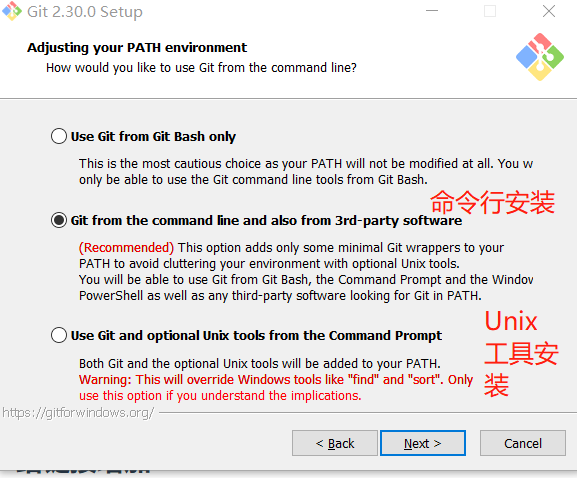 Git 2.30.0 Setup
Adjusting your PATH environment
How would you like to use Git from the command line?
Use Git from Git Bash only
This is the most cautious choice as your PATH will not be modified at all. You w
only be able to use the Git command line tools from Git Bash.
命令行安装
Git from the command line and also from 3rd-party software
(Recommended) This option adds only some minimal Git wrappers to your
PATH to avoid cluttering your environment with optional Unix tools.
You will be able to use Git from Git Bash, the Command Prompt and the Window
PowerShell as well as any third-party software looking for Git in PATH.
Unix
工具安
装
Use Git and optional Unix tools from the Command Prompt
Both Git and the optional Unix tools will be added to your PATH.
Warning: This will override Windows tools like "find" and "sort". Only
use this option if you understand the implications.
https://gitforwindows.org/
< Back
Next >
Cancel